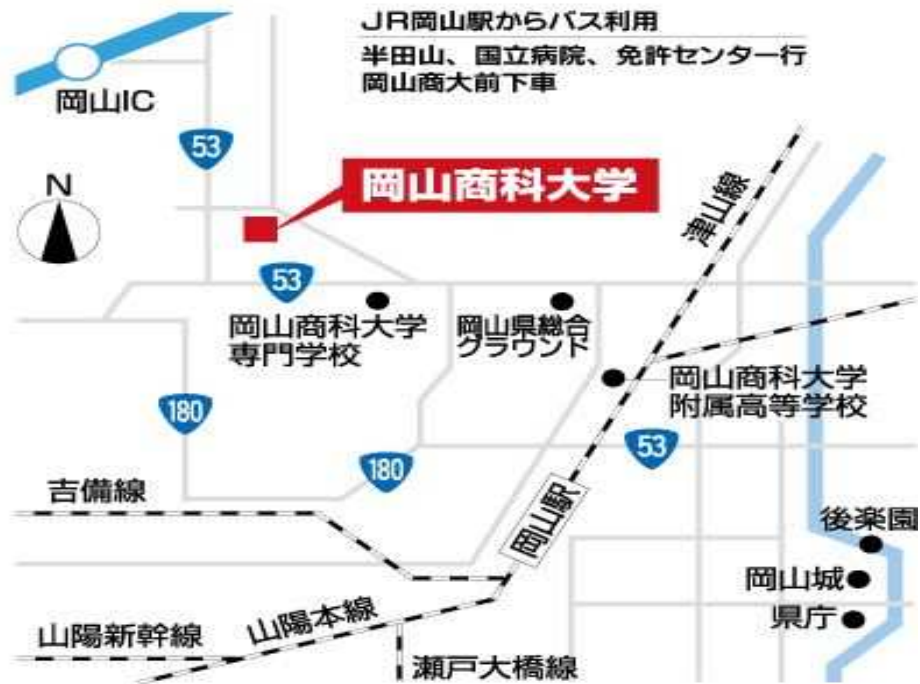 JR岡山駅からバス利用
半田山、国立病院、免許センター行
岡山商大前下車
岡山IC
53
N
岡山商科大学
津山線
53
岡山商科大学
専門学校
岡山県総合
グラウンド
岡山商科大学
附属高等学校
180
53
180
吉備線
岡山駅
後楽園
岡山城
県庁
山陽新幹線
山陽本線
瀬戸大橋線